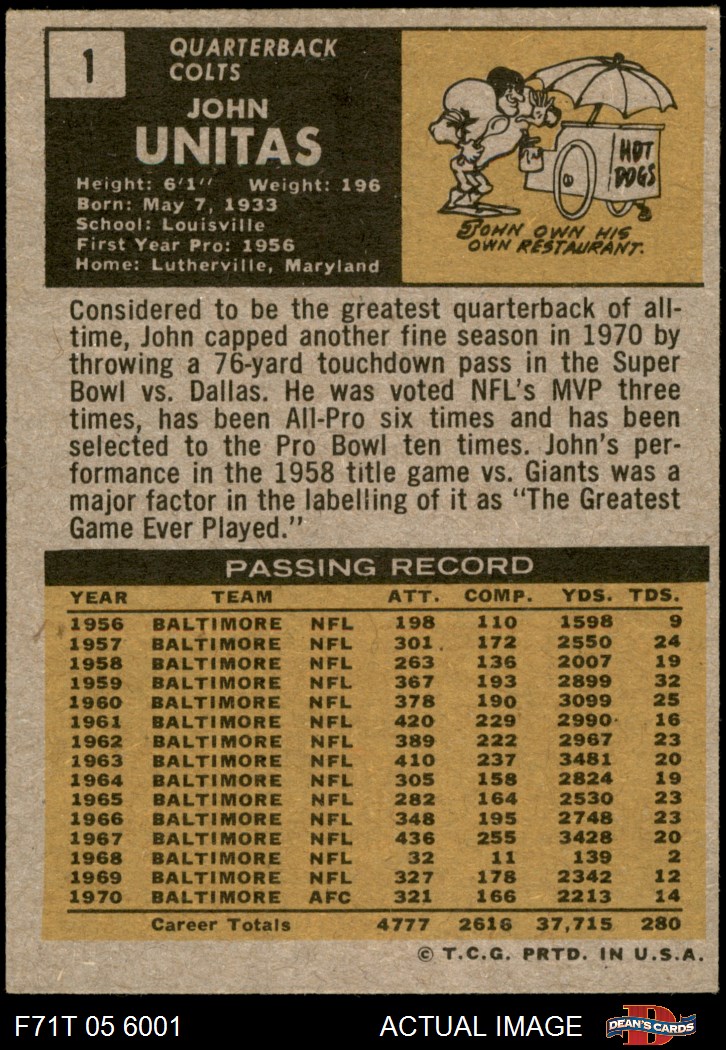 1
QUARTERBACK
COLTS
JOHN
UNITAS
Height: 6'1" Weight: 196
Born: May 7, 1933
School: Louisville
First Year Pro: 1956
Home: Lutherville, Maryland
HOT
DOGS
JOHN OWN HIS
OWN RESTAURANT.
Considered to be the greatest quarterback of all-
time, John capped another fine season in 1970 by
throwing a 76-yard touchdown pass in the Super
Bowl vs. Dallas. He was voted NFL's MVP three
times, has been All-Pro six times and has been
selected to the Pro Bowl ten times. John's per-
formance in the 1958 title game vs. Giants was a
major factor in the labelling of it as "The Greatest
Game Ever Played."
PASSING RECORD
YEAR TEAM ATT. COMP. YDS. TDS.
1956 BALTIMORE NFL 198 110 1598 9
1957 BALTIMORE NFL 301 172 2550 24
1958 BALTIMORE NFL 263 136 2007 19
1959 BALTIMORE NFL 367 193 2899 32
1960 BALTIMORE NFL 378 190 3099 25
1961 BALTIMORE NFL 420 229 2990 16
1962 BALTIMORE NFL 389 222 2967 23
1963 BALTIMORE NFL 410 237 3481 20
1964 BALTIMORE NFL 305 158 2824 19
1965 BALTIMORE NFL 282 164 2530 23
1966 BALTIMORE NFL 348 195 2748 23
1967 BALTIMORE NFL 436 255 3428 20
1968 BALTIMORE NFL 32 11 139 2
1969 BALTIMORE NFL 327 178 2342 12
1970 BALTIMORE AFC 321 166 2213 14
Career Totals 4777 2616 37,715 280
© T.C.G. PRTD. IN U.S.A.
F71T 05 6001 ACTUAL IMAGE D DEAN'S CARDS